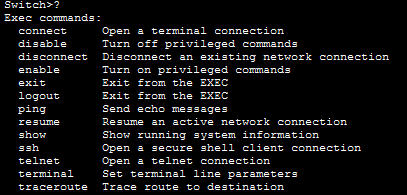 Switch>?
Exec commands:
connect Open a terminal connection
disable Turn off privileged commands
disconnect Disconnect an existing network connection
enable Turn on privileged commands
exit Exit from the EXEC
logout Exit from the EXEC
ping Send echo messages
resume Resume an active network connection
show Show running system information
ssh Open a secure shell client connection
telnet Open a telnet connection
terminal Set terminal line parameters
traceroute Trace route to destination